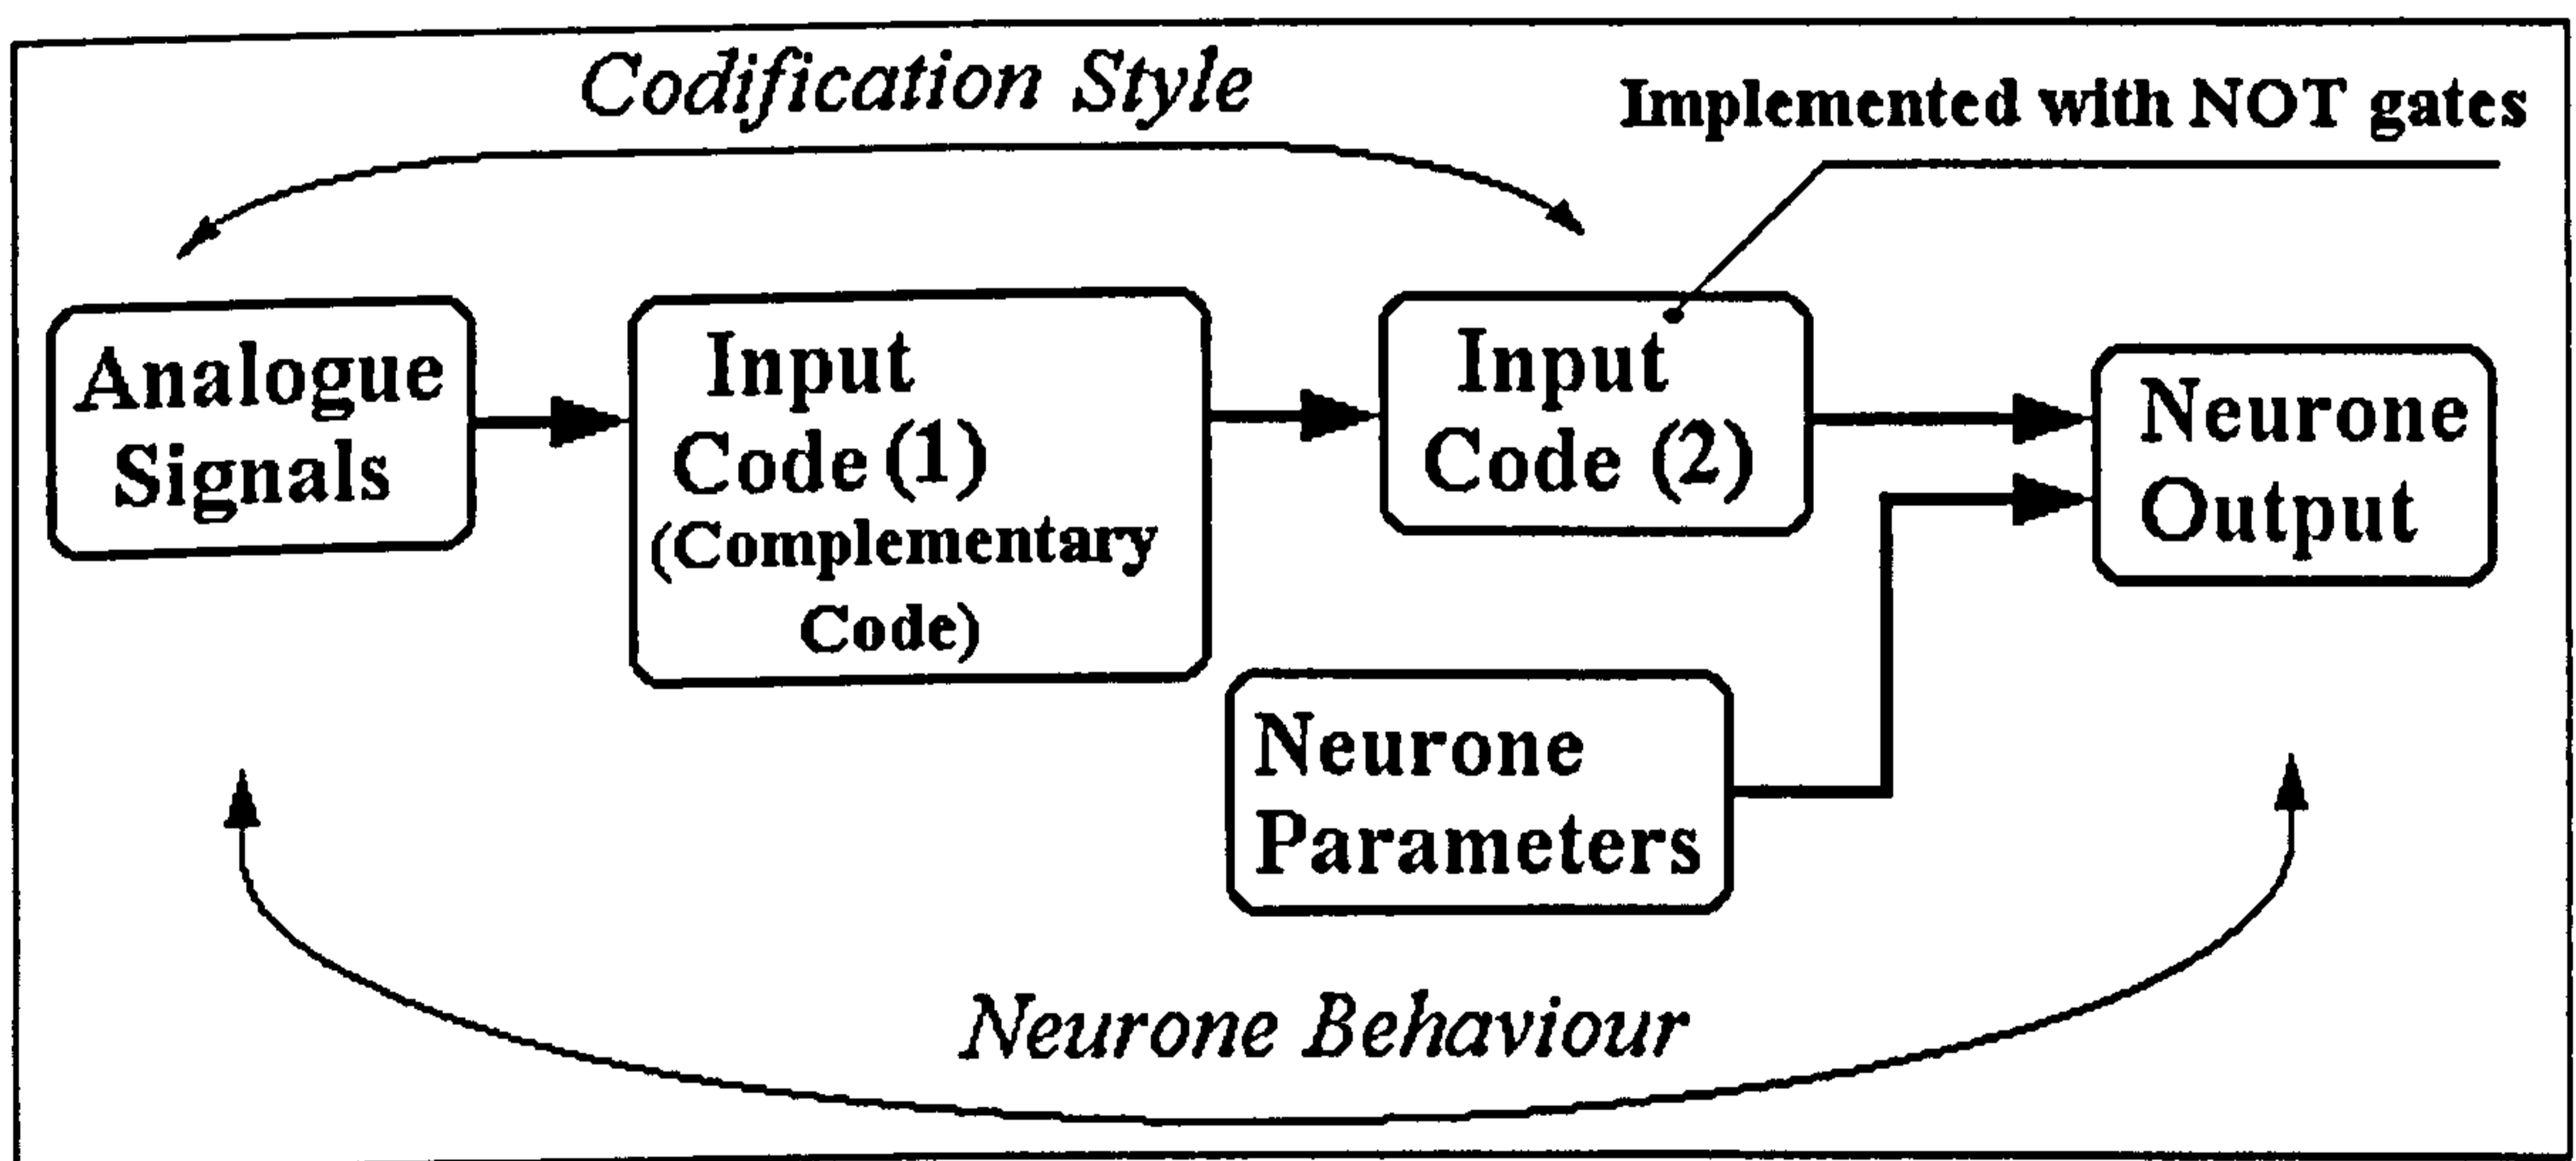 Codification Style
Implemented with NOT gates
Analogue
Signals
Input
Code (1)
(Complementary
Code)
Input
Code (2)
Neurone
Output
Neurone
Parameters
Neurone Behaviour